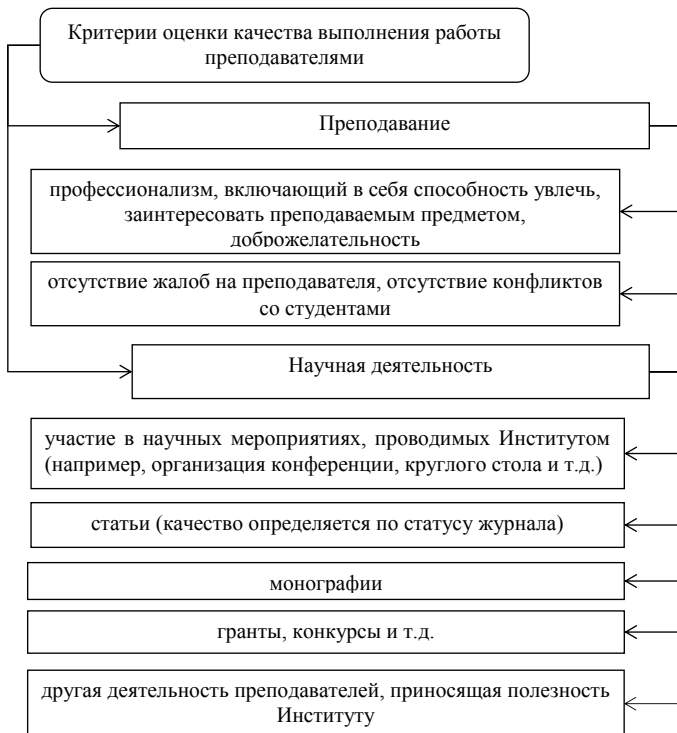 Критерии оценки качества выполнения работы
преподавателями
Преподавание
профессионализм, включающий в себя способность увлечь,
заинтересовать преподаваемым предметом,
доброжелательность
отсутствие жалоб на преподавателя, отсутствие конфликтов
со студентами
Научная деятельность
участие в научных мероприятиях, проводимых Институтом
(например, организация конференции, круглого стола и т.д.)
статьи (качество определяется по статусу журнала)
монографии
гранты, конкурсы и т.д.
другая деятельность преподавателей, приносящая полезность
Институту